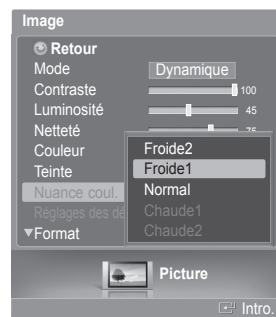 Image
Retour
Mode Dynamique
Contraste 100
Luminosité 45
Netteté 75
Couleur
Teinte
Nuance coul.
Réglages des dé
▼Format
Froide2
Froide1
Normal
Chaude1
Chaude2
Picture
Intro.